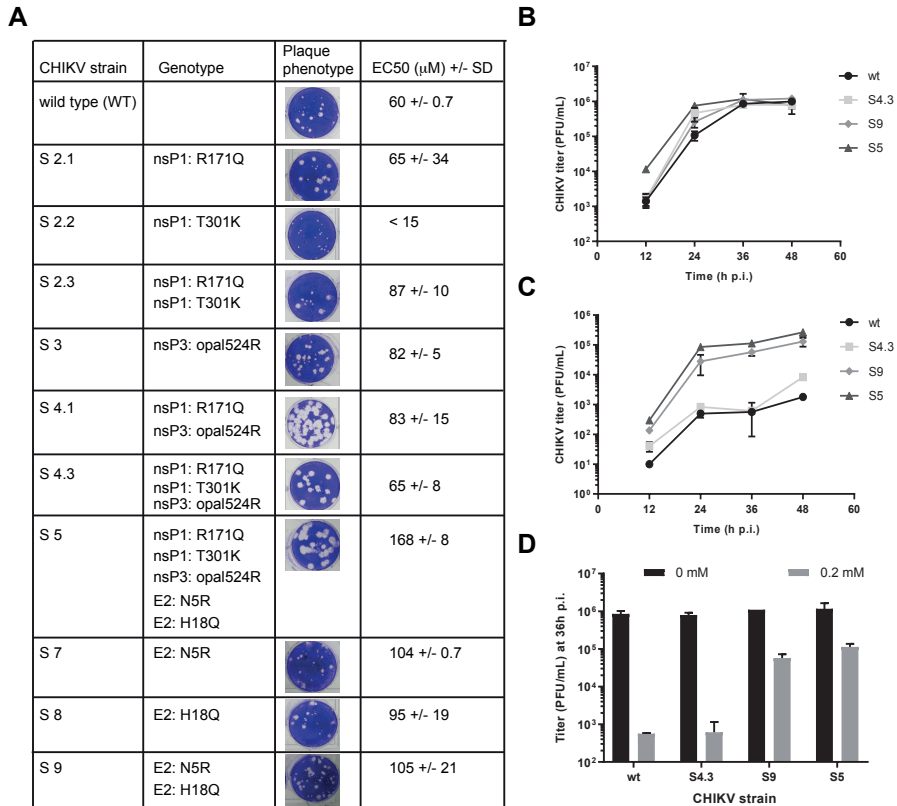 A
CHIKV strain Genotype Plaque phenotype EC50 (µM) +/- SD
wild type (WT) 60 +/- 0.7
S 2.1 nsP1: R171Q 65 +/- 34
S 2.2 nsP1: T301K < 15
S 2.3 nsP1: R171Q 87 +/- 10
nsP1: T301K
S 3 nsP3: opal524R 82 +/- 5
S 4.1 nsP1: R171Q 83 +/- 15
nsP3: opal524R
S 4.3 nsP1: R171Q 65 +/- 8
nsP1: T301K
nsP3: opal524R
S 5 nsP1: R171Q 168 +/- 8
nsP1: T301K
nsP3: opal524R
E2: N5R
E2: H18Q
S 7 E2: N5R 104 +/- 0.7
S 8 E2: H18Q 95 +/- 19
S 9 E2: N5R 105 +/- 21
E2: H18Q
B
CHIKV titer (PFU/mL)
10⁷
10⁶
10⁵
10⁴
10³
10²
0 12 24 36 48 60
Time (h p.i.)
wt
S4.3
S9
S5
C
CHIKV titer (PFU/mL)
10⁶
10⁵
10⁴
10³
10²
10¹
10⁰
0 12 24 36 48 60
Time (h p.i.)
wt
S4.3
S9
S5
D
0 mM 0.2 mM
Titer (PFU/mL) at 36h p.i.
10⁷
10⁶
10⁵
10⁴
10³
10²
wt S4.3 S9 S5
CHIKV strain